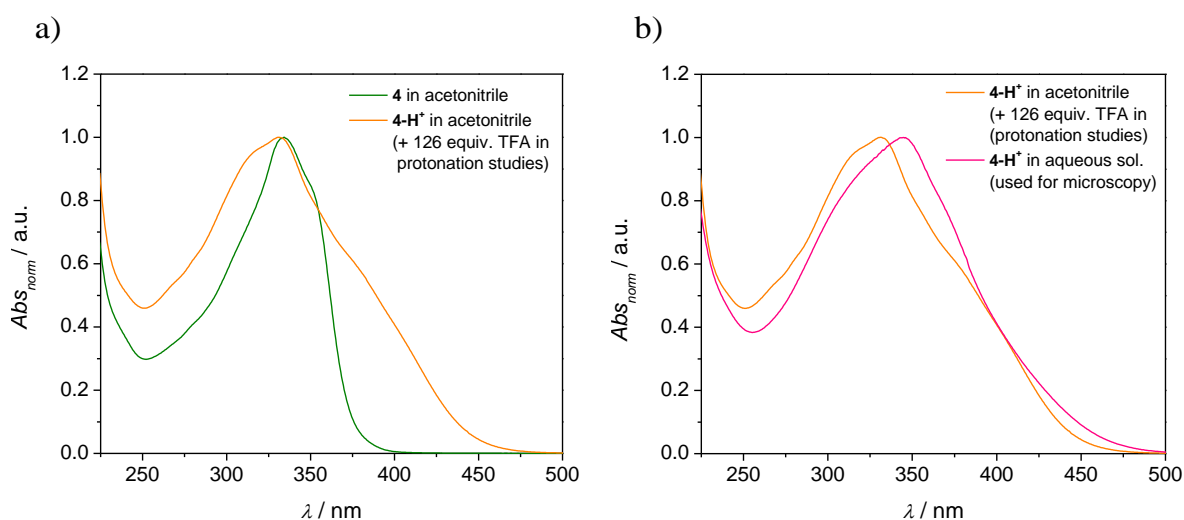 a)
1.2
1.0
0.8
0.6
0.4
0.2
0.0
Abs_norm / a.u.
250 300 350 400 450 500
λ / nm
4 in acetonitrile
4-H⁺ in acetonitrile
(+ 126 equiv. TFA in
protonation studies)
b)
1.2
1.0
0.8
0.6
0.4
0.2
0.0
Abs_norm / a.u.
250 300 350 400 450 500
λ / nm
4-H⁺ in acetonitrile
(+ 126 equiv. TFA in
(protonation studies)
4-H⁺ in aqueous sol.
(used for microscopy)